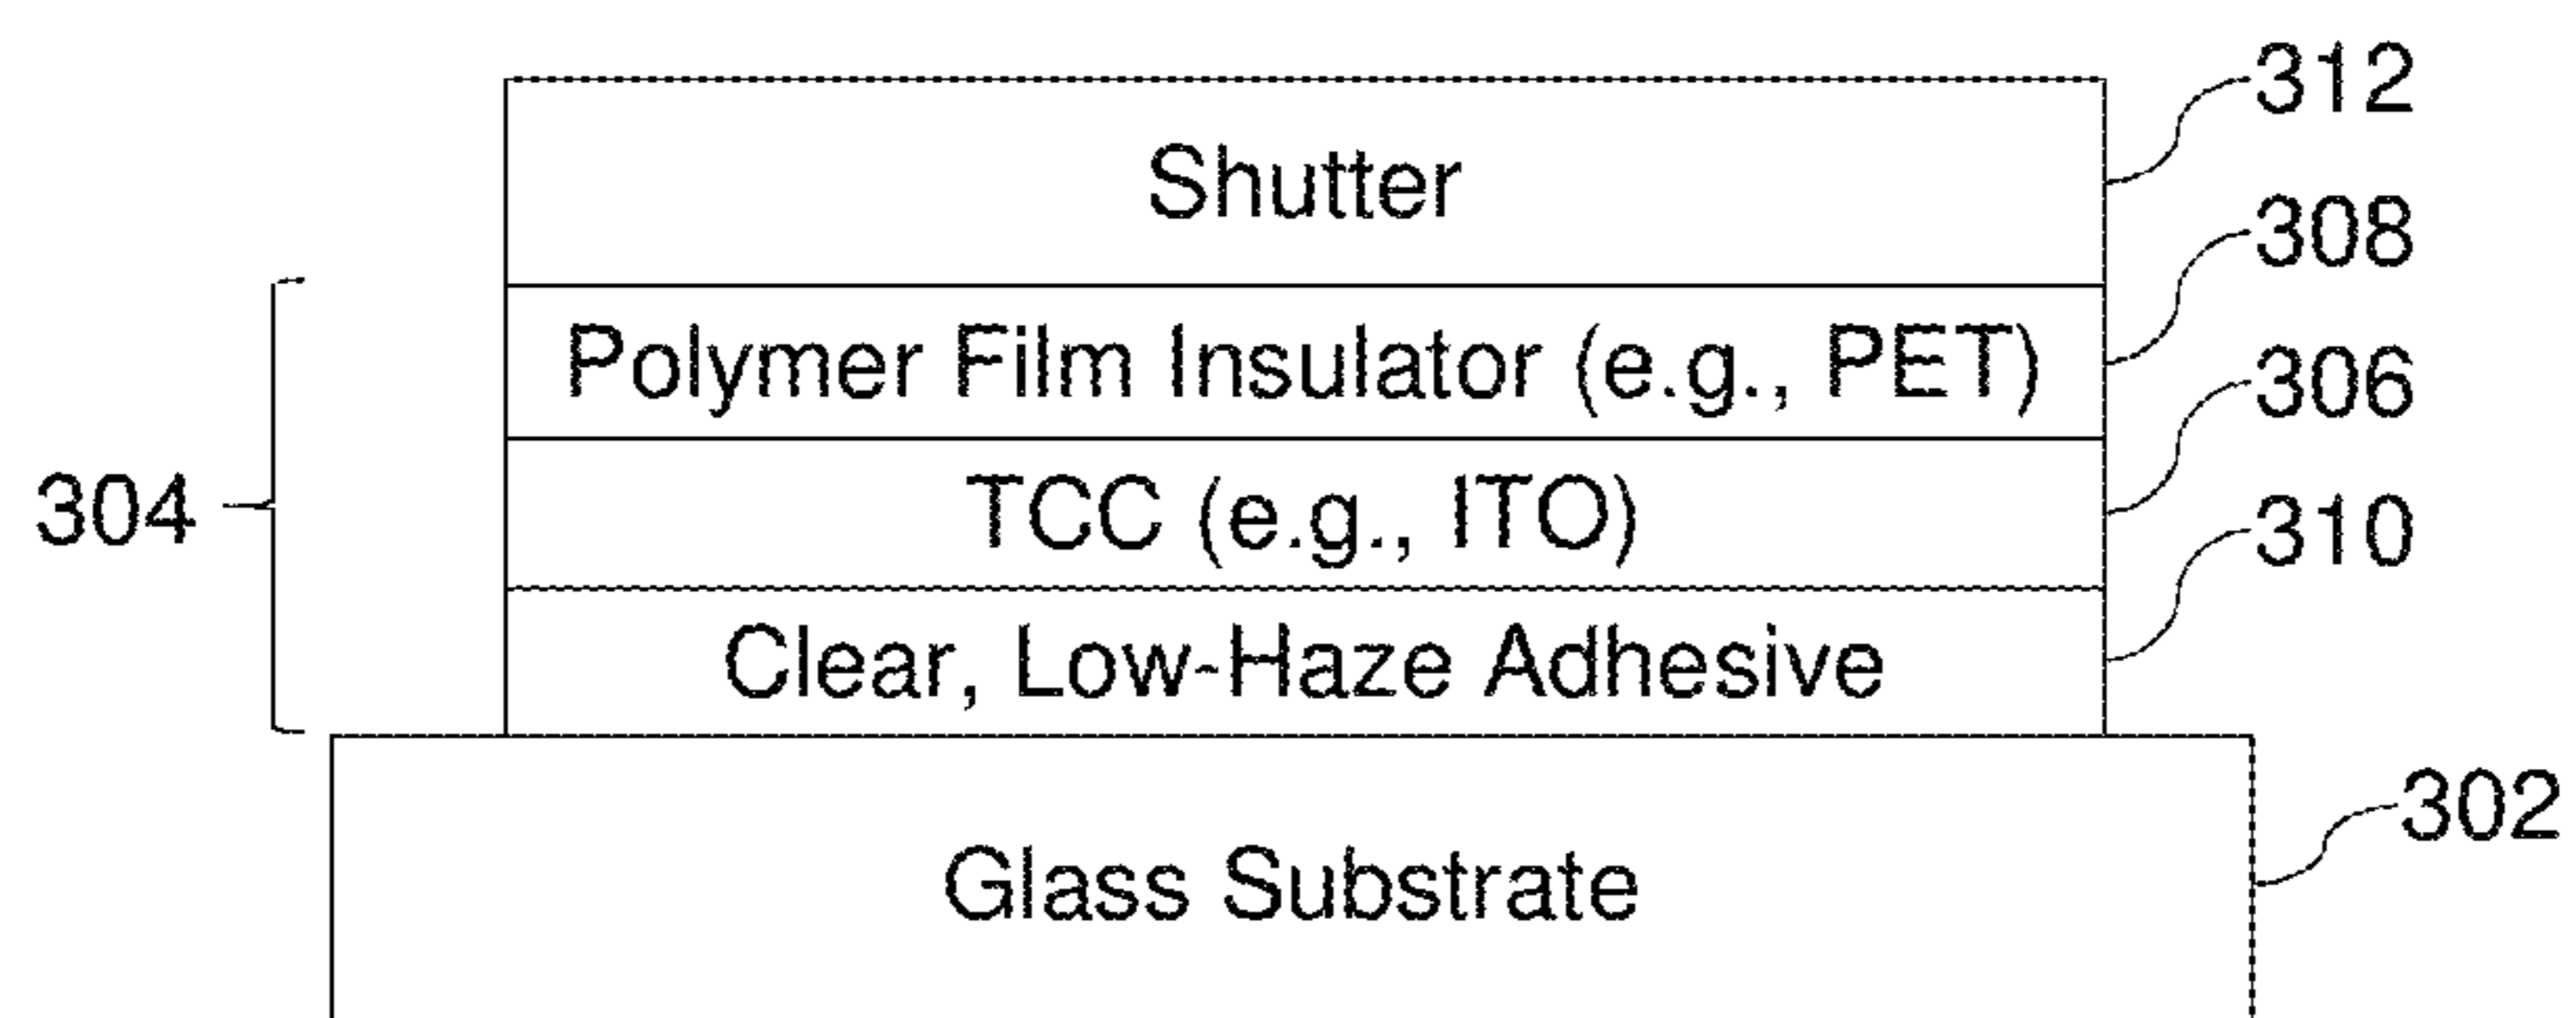 312
Shutter
308
Polymer Film Insulator (e.g., PET)
306
304
TCC (e.g., ITO)
310
Clear, Low-Haze Adhesive
302
Glass Substrate